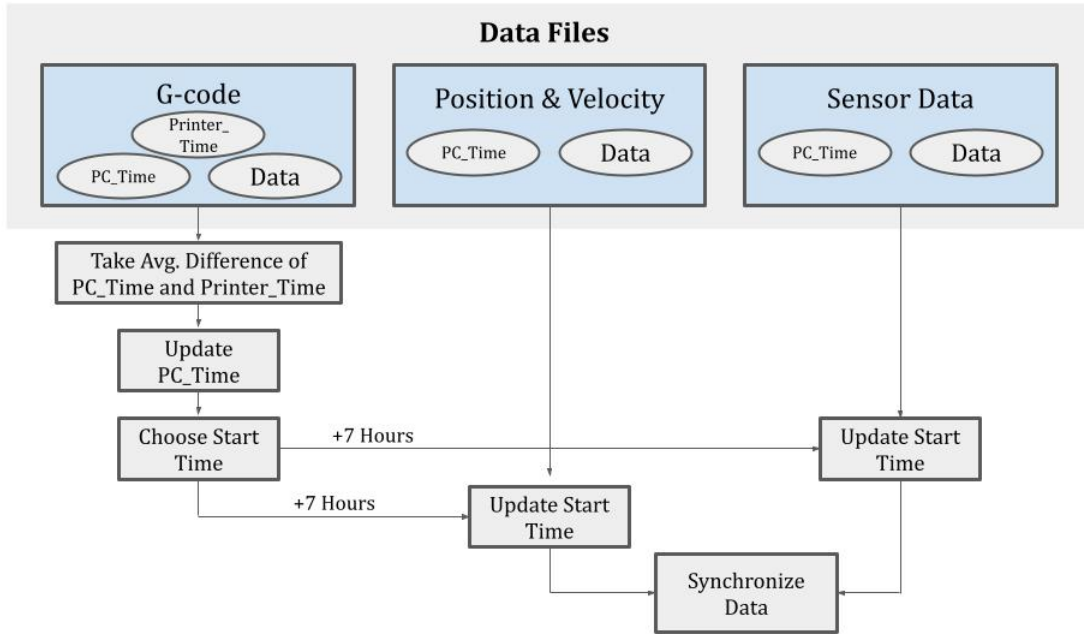 Data Files
G-code
Printer_
Time
PC_Time
Data
Position & Velocity
PC_Time
Data
Sensor Data
PC_Time
Data
Take Avg. Difference of
PC_Time and Printer_Time
Update
PC_Time
Choose Start
Time
+7 Hours
Update Start
Time
+7 Hours
Update Start
Time
Synchronize
Data